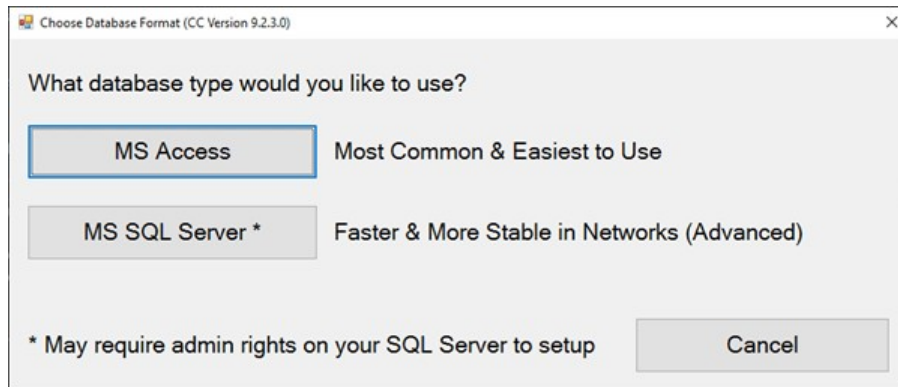 Choose Database Format (CC Version 9.2.3.0)
What database type would you like to use?
MS Access Most Common & Easiest to Use
MS SQL Server * Faster & More Stable in Networks (Advanced)
* May require admin rights on your SQL Server to setup Cancel